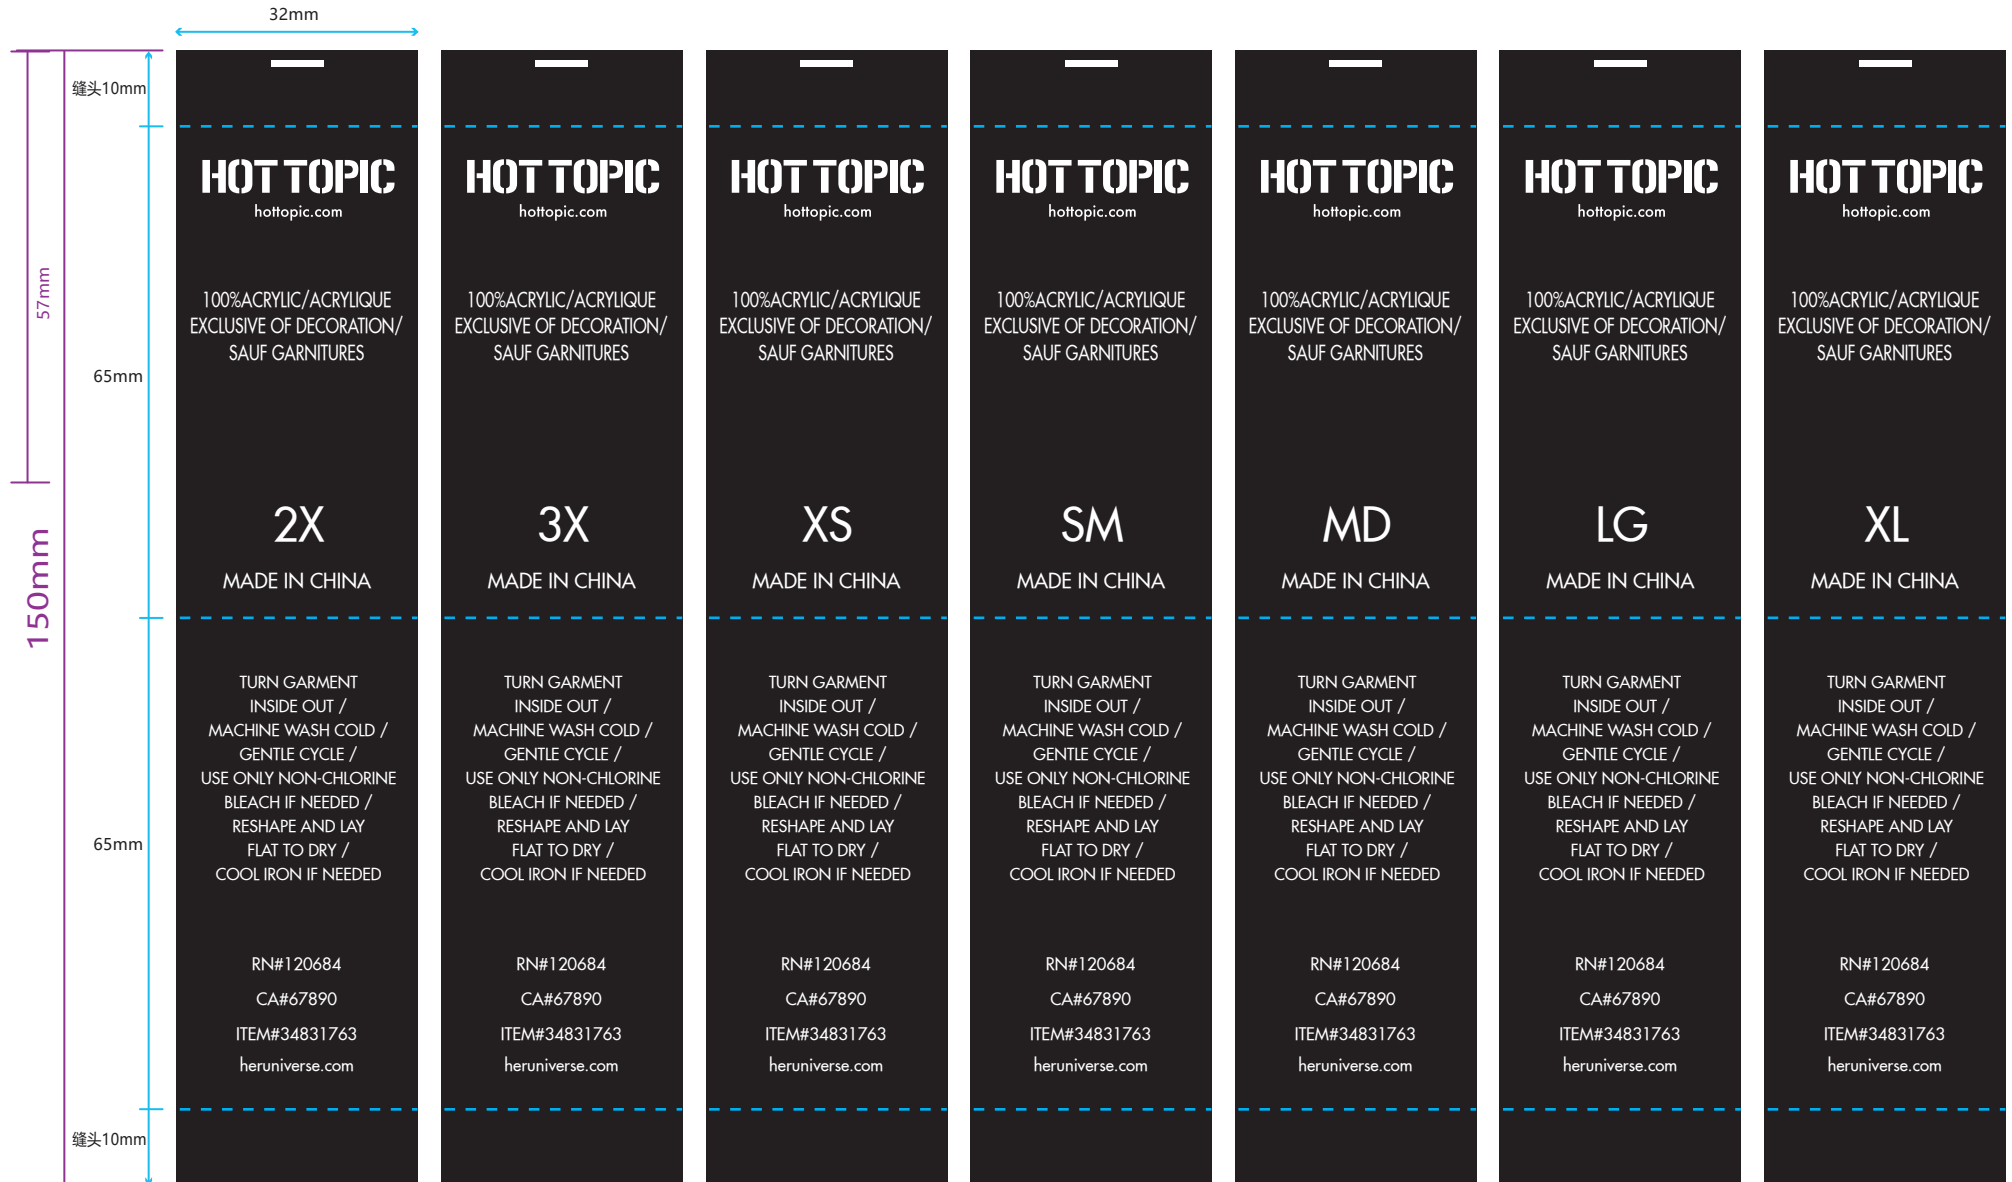 32mm
缝头10mm
57mm
65mm
150mm
65mm
缝头10mm
HOT TOPIC
hottopic.com
100%ACRYLIC/ACRYLIQUE
EXCLUSIVE OF DECORATION/
SAUF GARNITURES
2X
MADE IN CHINA
TURN GARMENT
INSIDE OUT /
MACHINE WASH COLD /
GENTLE CYCLE /
USE ONLY NON-CHLORINE
BLEACH IF NEEDED /
RESHAPE AND LAY
FLAT TO DRY /
COOL IRON IF NEEDED
RN#120684
CA#67890
ITEM#34831763
heruniverse.com
HOT TOPIC
hottopic.com
100%ACRYLIC/ACRYLIQUE
EXCLUSIVE OF DECORATION/
SAUF GARNITURES
3X
MADE IN CHINA
TURN GARMENT
INSIDE OUT /
MACHINE WASH COLD /
GENTLE CYCLE /
USE ONLY NON-CHLORINE
BLEACH IF NEEDED /
RESHAPE AND LAY
FLAT TO DRY /
COOL IRON IF NEEDED
RN#120684
CA#67890
ITEM#34831763
heruniverse.com
HOT TOPIC
hottopic.com
100%ACRYLIC/ACRYLIQUE
EXCLUSIVE OF DECORATION/
SAUF GARNITURES
XS
MADE IN CHINA
TURN GARMENT
INSIDE OUT /
MACHINE WASH COLD /
GENTLE CYCLE /
USE ONLY NON-CHLORINE
BLEACH IF NEEDED /
RESHAPE AND LAY
FLAT TO DRY /
COOL IRON IF NEEDED
RN#120684
CA#67890
ITEM#34831763
heruniverse.com
HOT TOPIC
hottopic.com
100%ACRYLIC/ACRYLIQUE
EXCLUSIVE OF DECORATION/
SAUF GARNITURES
SM
MADE IN CHINA
TURN GARMENT
INSIDE OUT /
MACHINE WASH COLD /
GENTLE CYCLE /
USE ONLY NON-CHLORINE
BLEACH IF NEEDED /
RESHAPE AND LAY
FLAT TO DRY /
COOL IRON IF NEEDED
RN#120684
CA#67890
ITEM#34831763
heruniverse.com
HOT TOPIC
hottopic.com
100%ACRYLIC/ACRYLIQUE
EXCLUSIVE OF DECORATION/
SAUF GARNITURES
MD
MADE IN CHINA
TURN GARMENT
INSIDE OUT /
MACHINE WASH COLD /
GENTLE CYCLE /
USE ONLY NON-CHLORINE
BLEACH IF NEEDED /
RESHAPE AND LAY
FLAT TO DRY /
COOL IRON IF NEEDED
RN#120684
CA#67890
ITEM#34831763
heruniverse.com
HOT TOPIC
hottopic.com
100%ACRYLIC/ACRYLIQUE
EXCLUSIVE OF DECORATION/
SAUF GARNITURES
LG
MADE IN CHINA
TURN GARMENT
INSIDE OUT /
MACHINE WASH COLD /
GENTLE CYCLE /
USE ONLY NON-CHLORINE
BLEACH IF NEEDED /
RESHAPE AND LAY
FLAT TO DRY /
COOL IRON IF NEEDED
RN#120684
CA#67890
ITEM#34831763
heruniverse.com
HOT TOPIC
hottopic.com
100%ACRYLIC/ACRYLIQUE
EXCLUSIVE OF DECORATION/
SAUF GARNITURES
XL
MADE IN CHINA
TURN GARMENT
INSIDE OUT /
MACHINE WASH COLD /
GENTLE CYCLE /
USE ONLY NON-CHLORINE
BLEACH IF NEEDED /
RESHAPE AND LAY
FLAT TO DRY /
COOL IRON IF NEEDED
RN#120684
CA#67890
ITEM#34831763
heruniverse.com